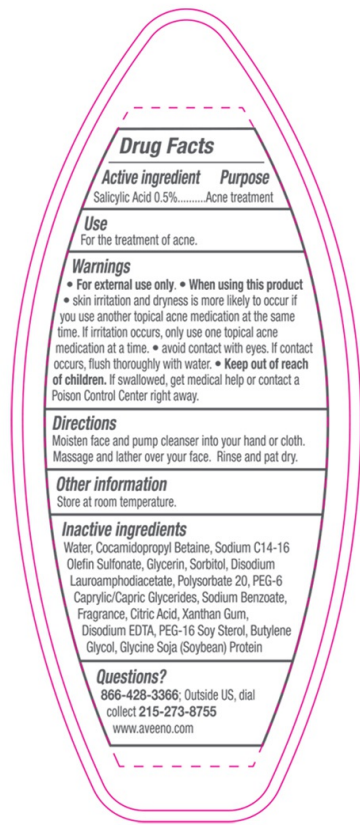 Drug Facts
Active ingredient Purpose
Salicylic Acid 0.5%..........Acne treatment
Use
For the treatment of acne.
Warnings
• For external use only. • When using this product
• skin irritation and dryness is more likely to occur if
you use another topical acne medication at the same
time. If irritation occurs, only use one topical acne
medication at a time. • avoid contact with eyes. If contact
occurs, flush thoroughly with water. • Keep out of reach
of children. If swallowed, get medical help or contact a
Poison Control Center right away.
Directions
Moisten face and pump cleanser into your hand or cloth.
Massage and lather over your face. Rinse and pat dry.
Other information
Store at room temperature.
Inactive ingredients
Water, Cocamidopropyl Betaine, Sodium C14-16
Olefin Sulfonate, Glycerin, Sorbitol, Disodium
Lauroamphodiacetate, Polysorbate 20, PEG-6
Caprylic/Capric Glycerides, Sodium Benzoate,
Fragrance, Citric Acid, Xanthan Gum,
Disodium EDTA, PEG-16 Soy Sterol, Butylene
Glycol, Glycine Soja (Soybean) Protein
Questions?
866-428-3366; Outside US, dial
collect 215-273-8755
www.aveeno.com